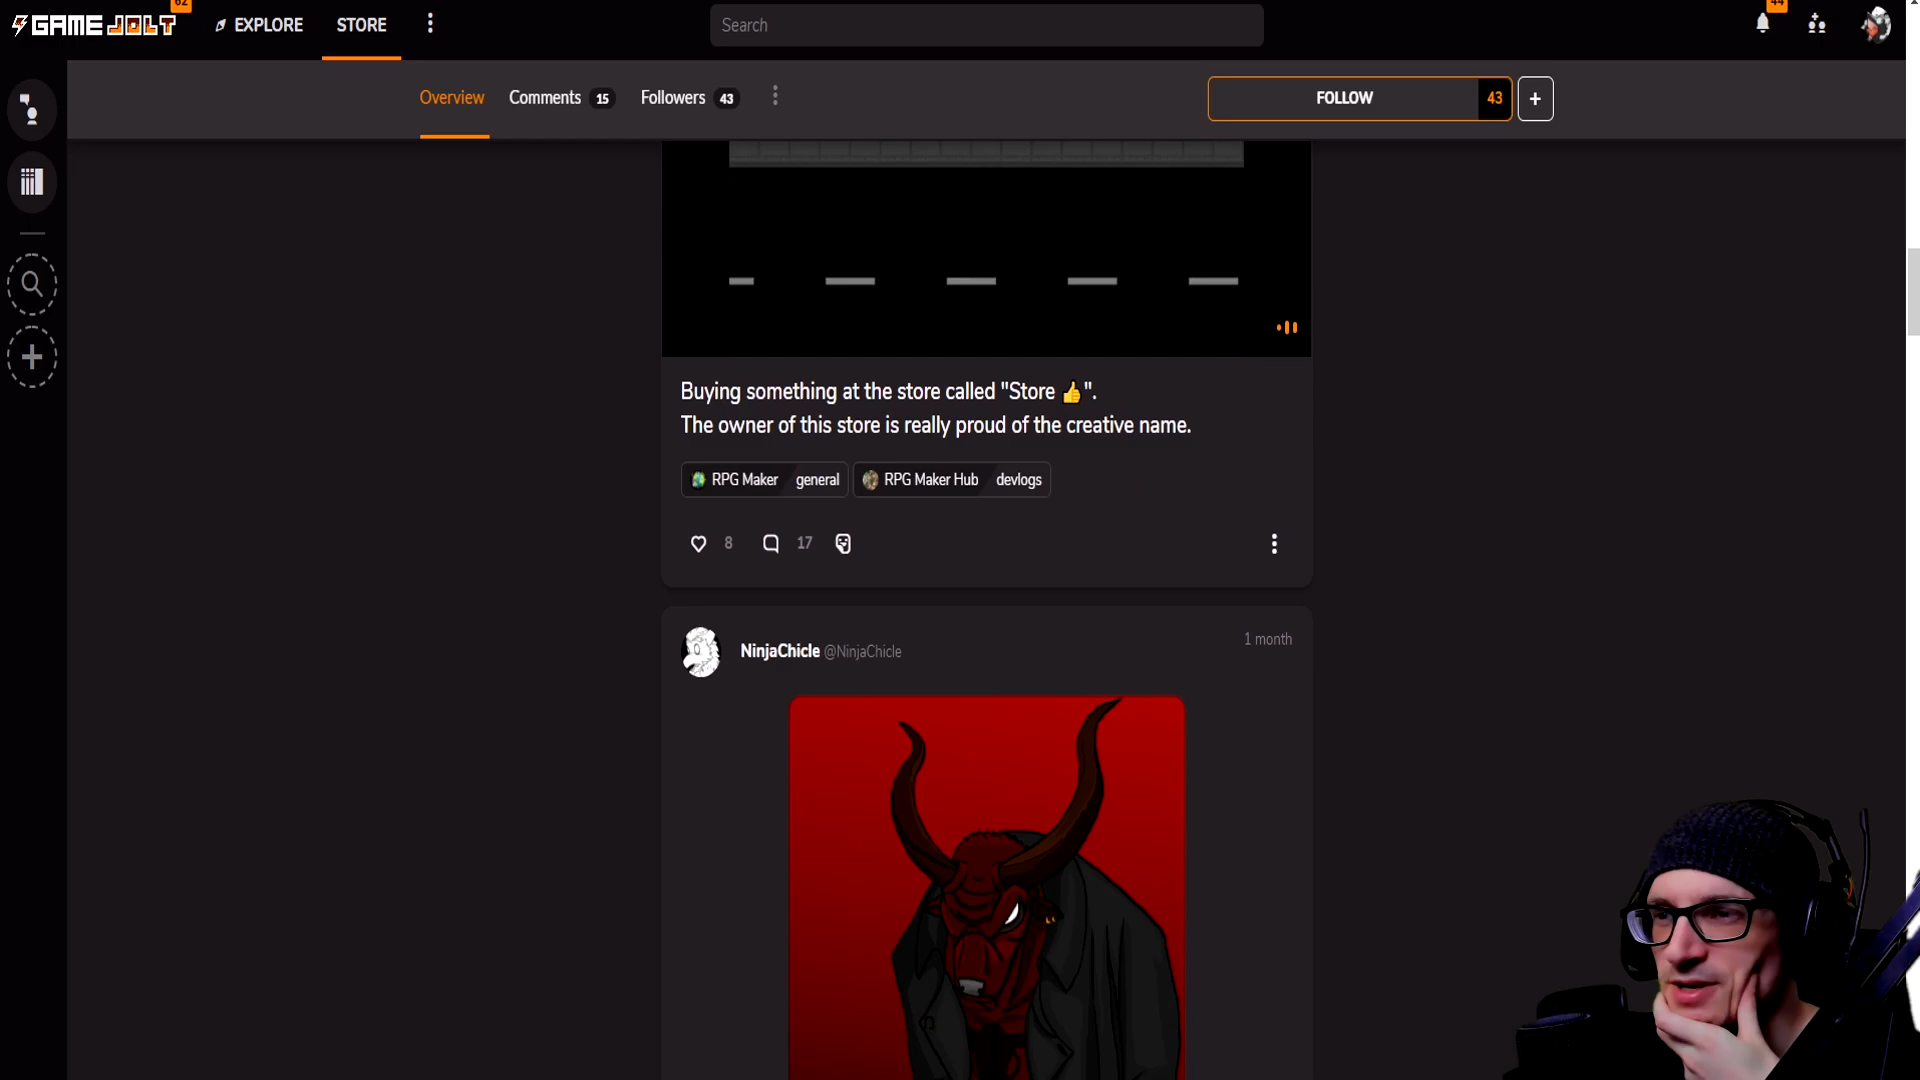 62
GAME JOLT
EXPLORE
STORE
Search
44
Overview
Comments 15
Followers 43
FOLLOW 43
Buying something at the store called "Store 👍".
The owner of this store is really proud of the creative name.
RPG Maker general
RPG Maker Hub devlogs
8
17
NinjaChicle @NinjaChicle
1 month